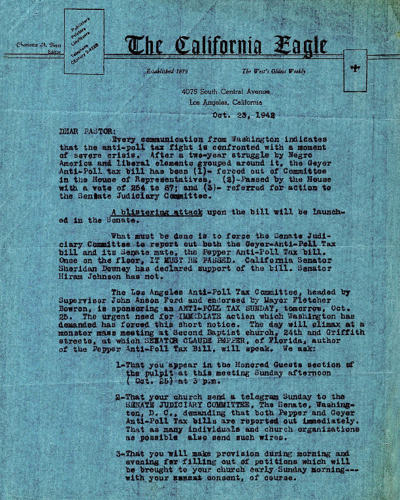 Publishers
Printers
Linotypers
Telephone
CEntury 24228
Charlotta A. Bass
Editor
The California Eagle
Established 1879
The West's Oldest Weekly
4075 South Central Avenue
Los Angeles, California
Oct. 23, 1942
DEAR PASTOR:
Every communication from Washington indicates
that the anti-poll tax fight is confronted with a moment
of severe crisis. After a two-year struggle by Negro
America and liberal elements grouped around it, the Geyer
Anti-Poll Tax bill has been (1)- forced out of Committee
in the House of Representatives, (2)-Passed by the House
with a vote of 254 to 87; and (3)- referred for action to
the Senate Judiciary Committee.
A blistering attack upon the bill will be launch-
ed in the Senate.
What must be done is to force the Senate Judi-
ciary Committee to report out both the Geyer-Anti-Poll Tax
bill and its Senate mate, the Pepper Anti-Poll Tax bill.
Once on the floor, IT MUST BE PASSED. California Senator
Sheridan Downey has declared support of the bill. Senator
Hiram Johnson has not.
The Los Angeles Anti-Poll Tax Committee, headed by
Supervisor John Anson Ford and endorsed by Mayor Fletcher
Bowron, is sponsoring an ANTI-POLL TAX SUNDAY, tomorrow, Oct.
25. The urgent need for IMMEDIATE action which Washington has
demanded has forced this short notice. The day will climax at a
monster mass meeting at Second Baptist church, 24th and Griffith
streets, at which SENATOR CLAUDE PEPPER, of Florida, author
of the Pepper Anti-Poll Tax Bill, will speak. We ask:
1-That you appear in the Honored Guests section of
the pulpit at this meeting Sunday afternoon
( Oct. 25) at 3 p.m.
2-That your church send a telegram Sunday to the
SENATE JUDICIARY COMMITTEE, The Senate, Washing-
ton, D. C., demanding that both Pepper and Geyer
Anti-Poll Tax bills are reported out immediately.
That as many individuals and church organizations
as possible also send such wires.
3-That you will make provision during morning and
evening for filling out of petitions which will
be brought to your church early Sunday morning---
with your consent, of course.